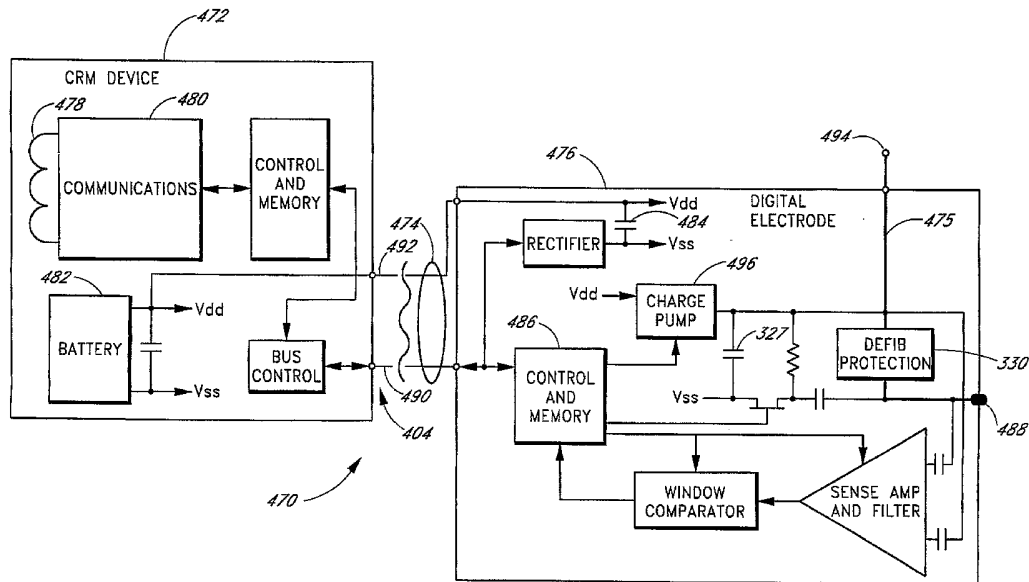 472
CRM DEVICE
478
480
COMMUNICATIONS
CONTROL
AND
MEMORY
482
BATTERY
Vdd
Vss
BUS
CONTROL
492
474
490
404
470
476
494
DIGITAL
ELECTRODE
475
Vdd
484
RECTIFIER
Vss
496
Vdd
CHARGE
PUMP
486
327
CONTROL
AND
MEMORY
Vss
DEFIB
PROTECTION
330
488
WINDOW
COMPARATOR
SENSE AMP
AND FILTER